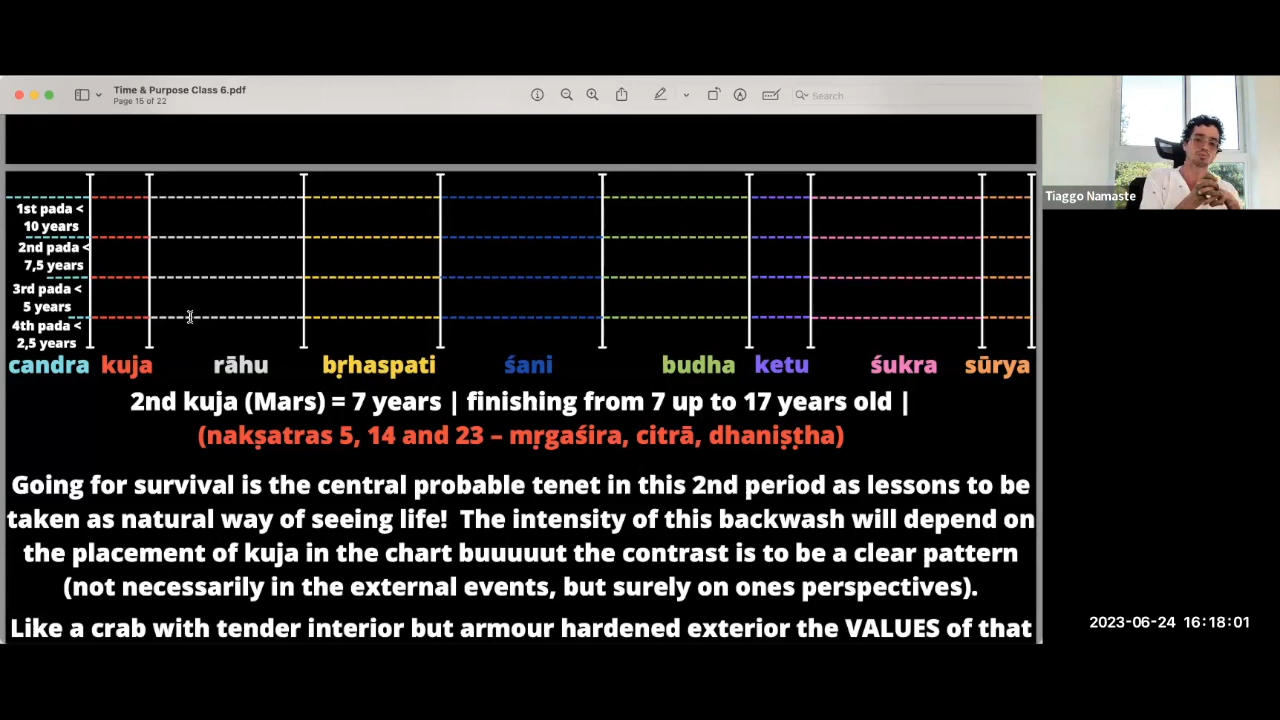 Time & Purpose Class 6.pdf
Page 15 of 22
Search
Tiaggo Namaste
1st pada <
10 years
2nd pada <
7,5 years
3rd pada <
5 years
4th pada <
2,5 years
candra kuja rāhu bṛhaspati śani budha ketu śukra sūrya
2nd kuja (Mars) = 7 years | finishing from 7 up to 17 years old |
(nakṣatras 5, 14 and 23 – mṛgaśira, citrā, dhaniṣṭha)
Going for survival is the central probable tenet in this 2nd period as lessons to be
taken as natural way of seeing life! The intensity of this backwash will depend on
the placement of kuja in the chart buuuuut the contrast is to be a clear pattern
(not necessarily in the external events, but surely on ones perspectives).
Like a crab with tender interior but armour hardened exterior the VALUES of that
2023-06-24 16:18:01